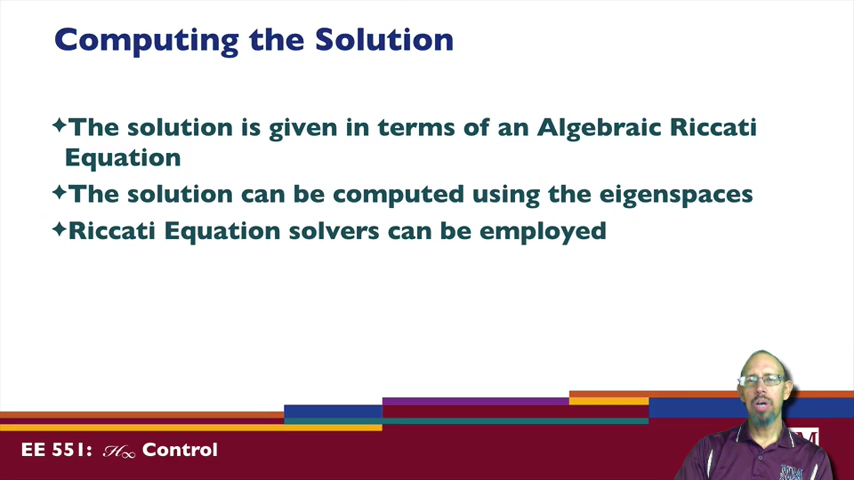 Computing the Solution
✦The solution is given in terms of an Algebraic Riccati
Equation
✦The solution can be computed using the eigenspaces
✦Riccati Equation solvers can be employed
EE 551: ℋ∞ Control